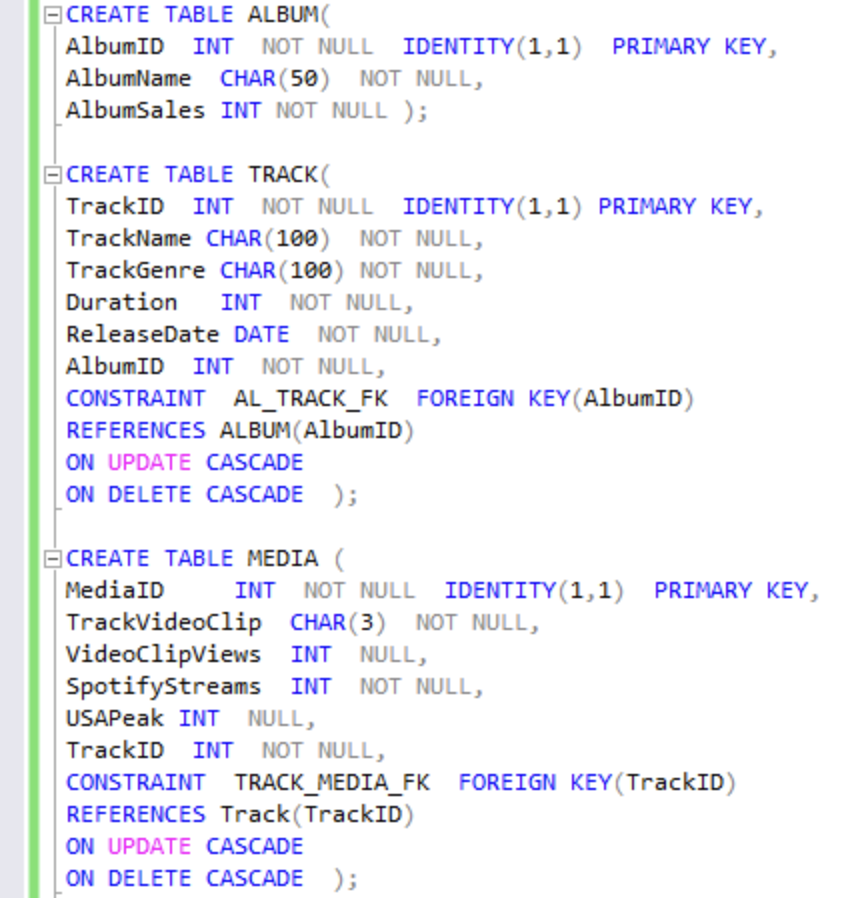 CREATE TABLE ALBUM(
AlbumID  INT  NOT NULL  IDENTITY(1,1)  PRIMARY KEY,
AlbumName  CHAR(50)  NOT NULL,
AlbumSales INT NOT NULL );
CREATE TABLE TRACK(
TrackID  INT  NOT NULL  IDENTITY(1,1) PRIMARY KEY,
TrackName CHAR(100)  NOT NULL,
TrackGenre CHAR(100) NOT NULL,
Duration   INT  NOT NULL,
ReleaseDate DATE  NOT NULL,
AlbumID  INT  NOT NULL,
CONSTRAINT  AL_TRACK_FK  FOREIGN KEY(AlbumID)
REFERENCES ALBUM(AlbumID)
ON UPDATE CASCADE
ON DELETE CASCADE  );
CREATE TABLE MEDIA (
MediaID     INT  NOT NULL  IDENTITY(1,1)  PRIMARY KEY,
TrackVideoClip  CHAR(3)  NOT NULL,
VideoClipViews  INT  NULL,
SpotifyStreams  INT  NOT NULL,
USAPeak INT  NULL,
TrackID  INT  NOT NULL,
CONSTRAINT  TRACK_MEDIA_FK  FOREIGN KEY(TrackID)
REFERENCES Track(TrackID)
ON UPDATE CASCADE
ON DELETE CASCADE  );